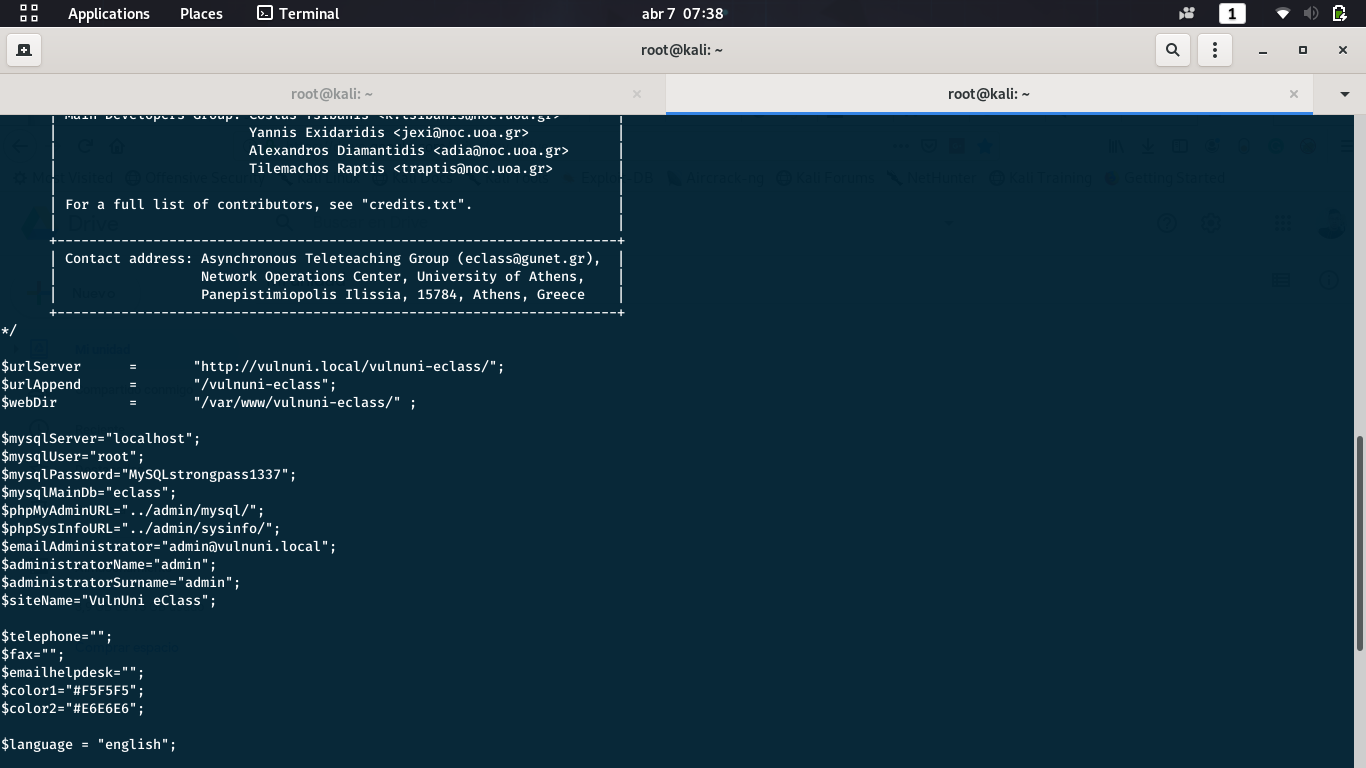 Applications Places Terminal abr 7 07:38 1
root@kali: ~
root@kali: ~ × root@kali: ~ ×
| Main Developers Group: Costas Tsibanis <k.tsibanis@noc.uoa.gr> |
| Yannis Exidaridis <jexi@noc.uoa.gr> |
| Alexandros Diamantidis <adia@noc.uoa.gr> |
| Tilemachos Raptis <traptis@noc.uoa.gr> |
| |
| For a full list of contributors, see "credits.txt". |
| |
+----------------------------------------------------------------------+
| Contact address: Asynchronous Teleteaching Group (eclass@gunet.gr), |
| Network Operations Center, University of Athens, |
| Panepistimiopolis Ilissia, 15784, Athens, Greece |
+----------------------------------------------------------------------+
*/
$urlServer = "http://vulnuni.local/vulnuni-eclass/";
$urlAppend = "/vulnuni-eclass";
$webDir = "/var/www/vulnuni-eclass/" ;
$mysqlServer="localhost";
$mysqlUser="root";
$mysqlPassword="MySQLstrongpass1337";
$mysqlMainDb="eclass";
$phpMyAdminURL="../admin/mysql/";
$phpSysInfoURL="../admin/sysinfo/";
$emailAdministrator="admin@vulnuni.local";
$administratorName="admin";
$administratorSurname="admin";
$siteName="VulnUni eClass";
$telephone="";
$fax="";
$emailhelpdesk="";
$color1="#F5F5F5";
$color2="#E6E6E6";
$language = "english";